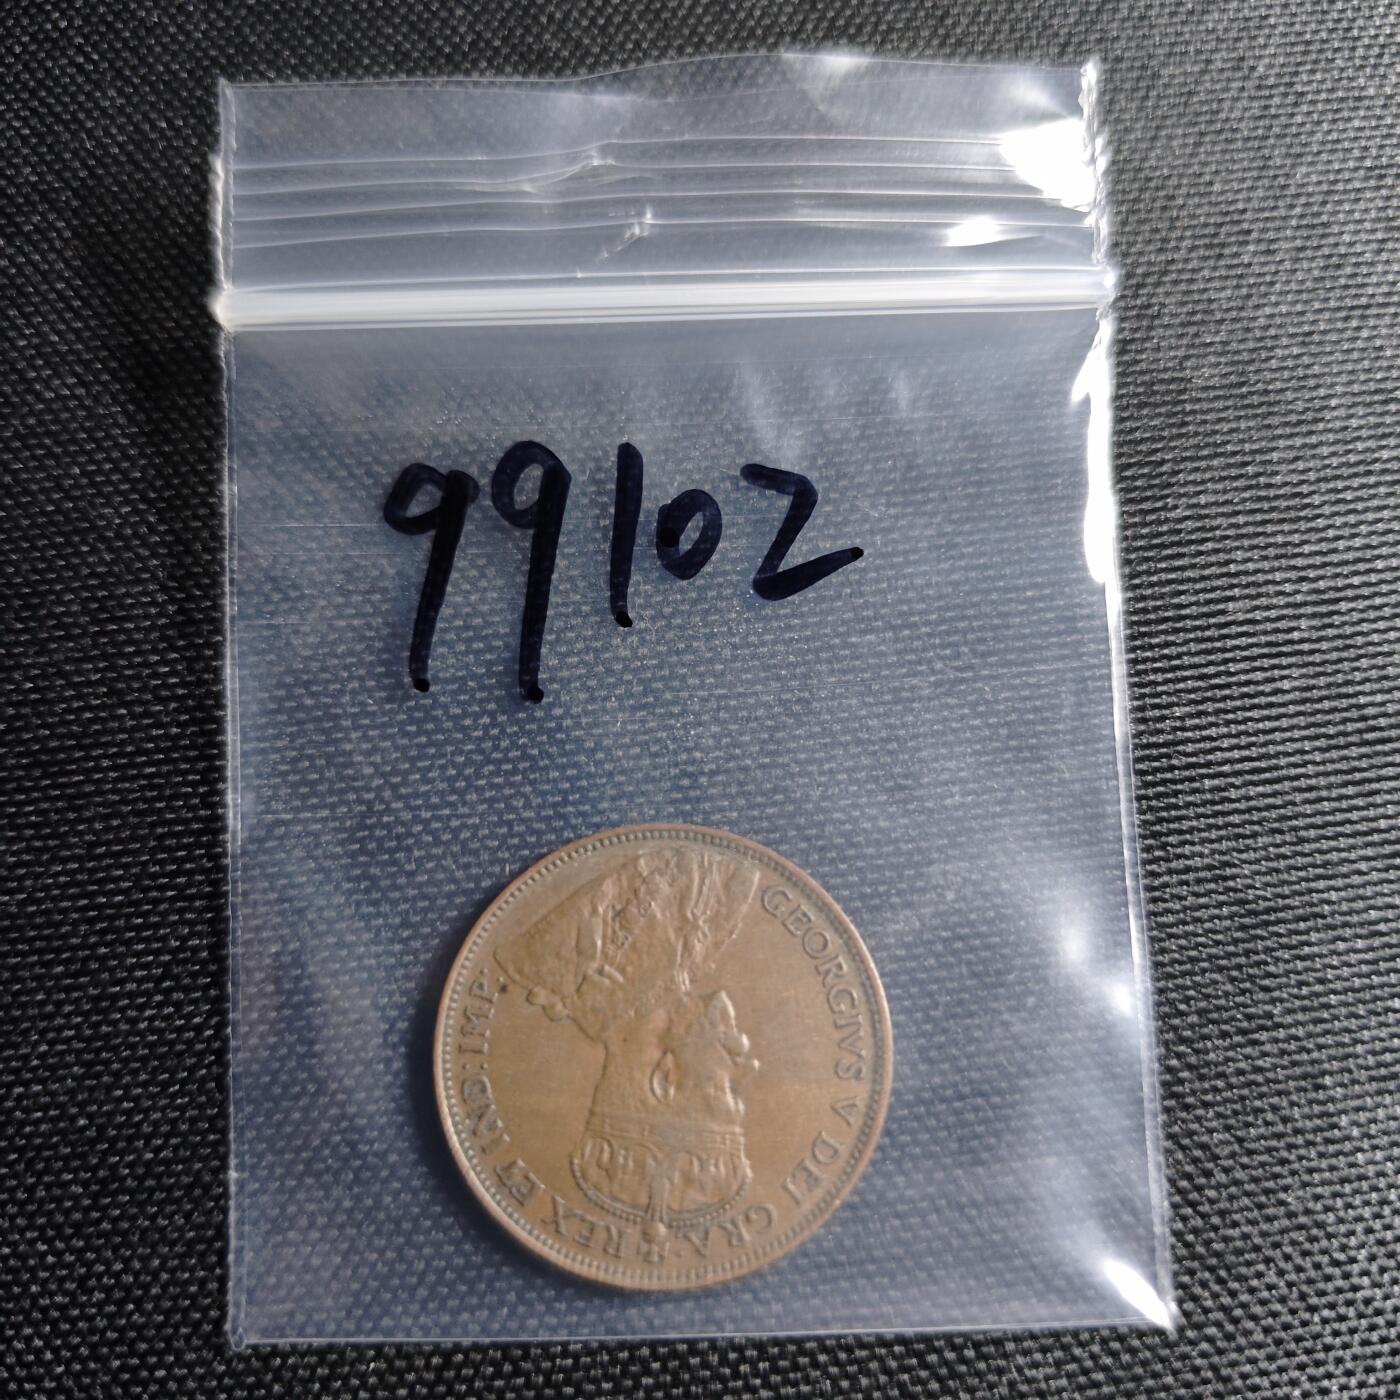 99102
GEORGIVS V DEI GRA: REX ET IND: IMP: